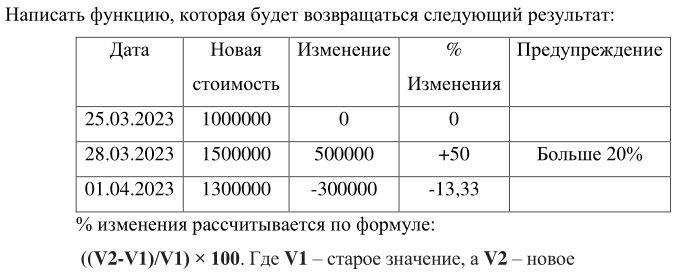 Написать функцию, которая будет возвращаться следующий результат:
Дата Новая стоимость Изменение % Изменения Предупреждение
25.03.2023 1000000 0 0
28.03.2023 1500000 500000 +50 Больше 20%
01.04.2023 1300000 -300000 -13,33
% изменения рассчитывается по формуле:
((V2-V1)/V1) × 100. Где V1 – старое значение, а V2 – новое